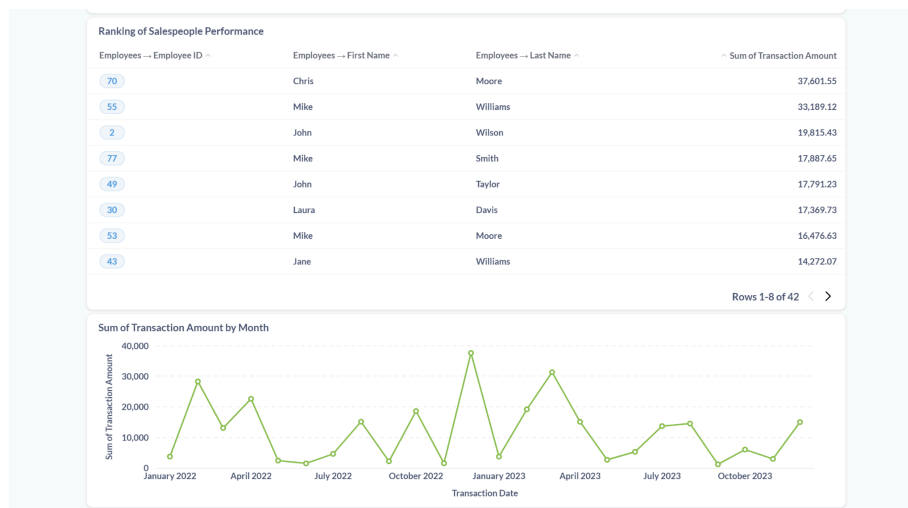 Ranking of Salespeople Performance
Employees → Employee ID Employees → First Name Employees → Last Name Sum of Transaction Amount
70 Chris Moore 37,601.55
55 Mike Williams 33,189.12
2 John Wilson 19,815.43
77 Mike Smith 17,887.65
49 John Taylor 17,791.23
30 Laura Davis 17,369.73
53 Mike Moore 16,476.63
43 Jane Williams 14,272.07
Rows 1-8 of 42
Sum of Transaction Amount by Month
Sum of Transaction Amount
40,000
30,000
20,000
10,000
0
January 2022 April 2022 July 2022 October 2022 January 2023 April 2023 July 2023 October 2023
Transaction Date